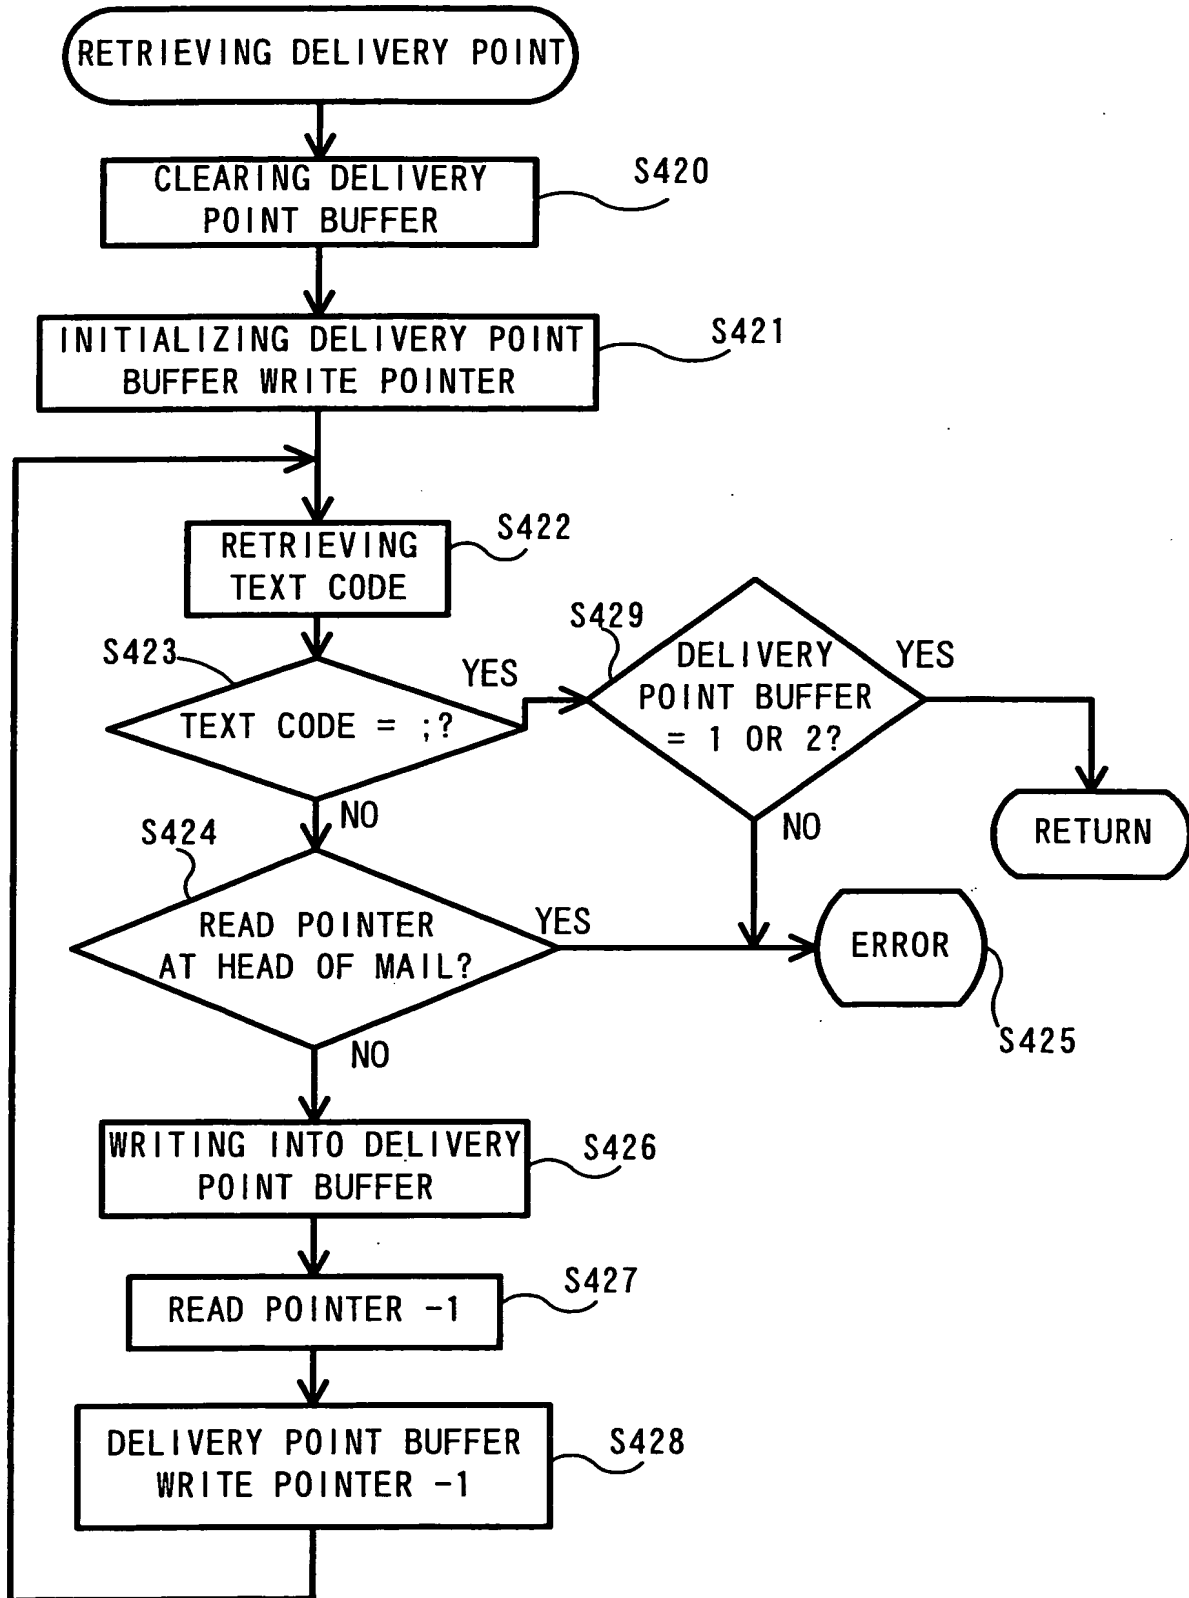 RETRIEVING DELIVERY POINT
CLEARING DELIVERY
POINT BUFFER
S420
INITIALIZING DELIVERY POINT
BUFFER WRITE POINTER
S421
RETRIEVING
TEXT CODE
S422
S423
TEXT CODE = ;?
YES
NO
S429
DELIVERY
POINT BUFFER
= 1 OR 2?
YES
NO
RETURN
S424
READ POINTER
AT HEAD OF MAIL?
YES
NO
ERROR
S425
WRITING INTO DELIVERY
POINT BUFFER
S426
READ POINTER -1
S427
DELIVERY POINT BUFFER
WRITE POINTER -1
S428